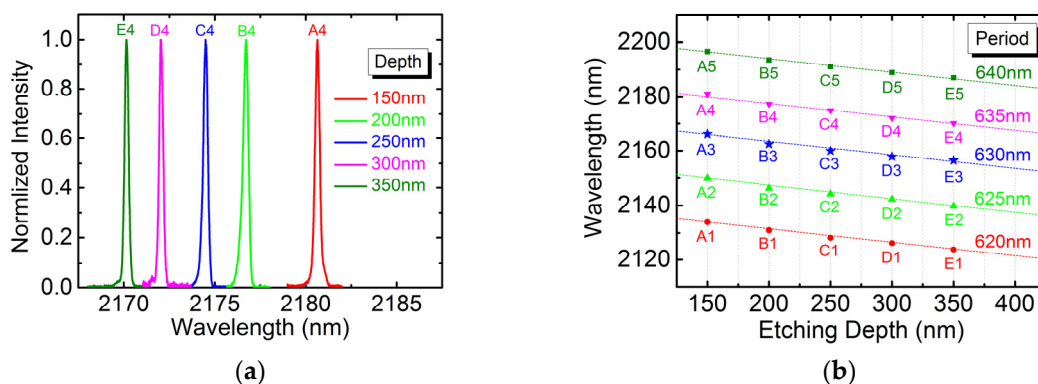 E4 D4 C4 B4 A4
Depth
150nm
200nm
250nm
300nm
350nm
1.0
0.8
0.6
0.4
0.2
0.0
Normlized Intensity
2170 2175 2180 2185
Wavelength (nm)
(a)
Period
2200
2180
2160
2140
2120
Wavelength (nm)
A5 B5 C5 D5 E5 640nm
A4 B4 C4 D4 E4 635nm
A3 B3 C3 D3 E3 630nm
A2 B2 C2 D2 E2 625nm
A1 B1 C1 D1 E1 620nm
150 200 250 300 350 400
Etching Depth (nm)
(b)